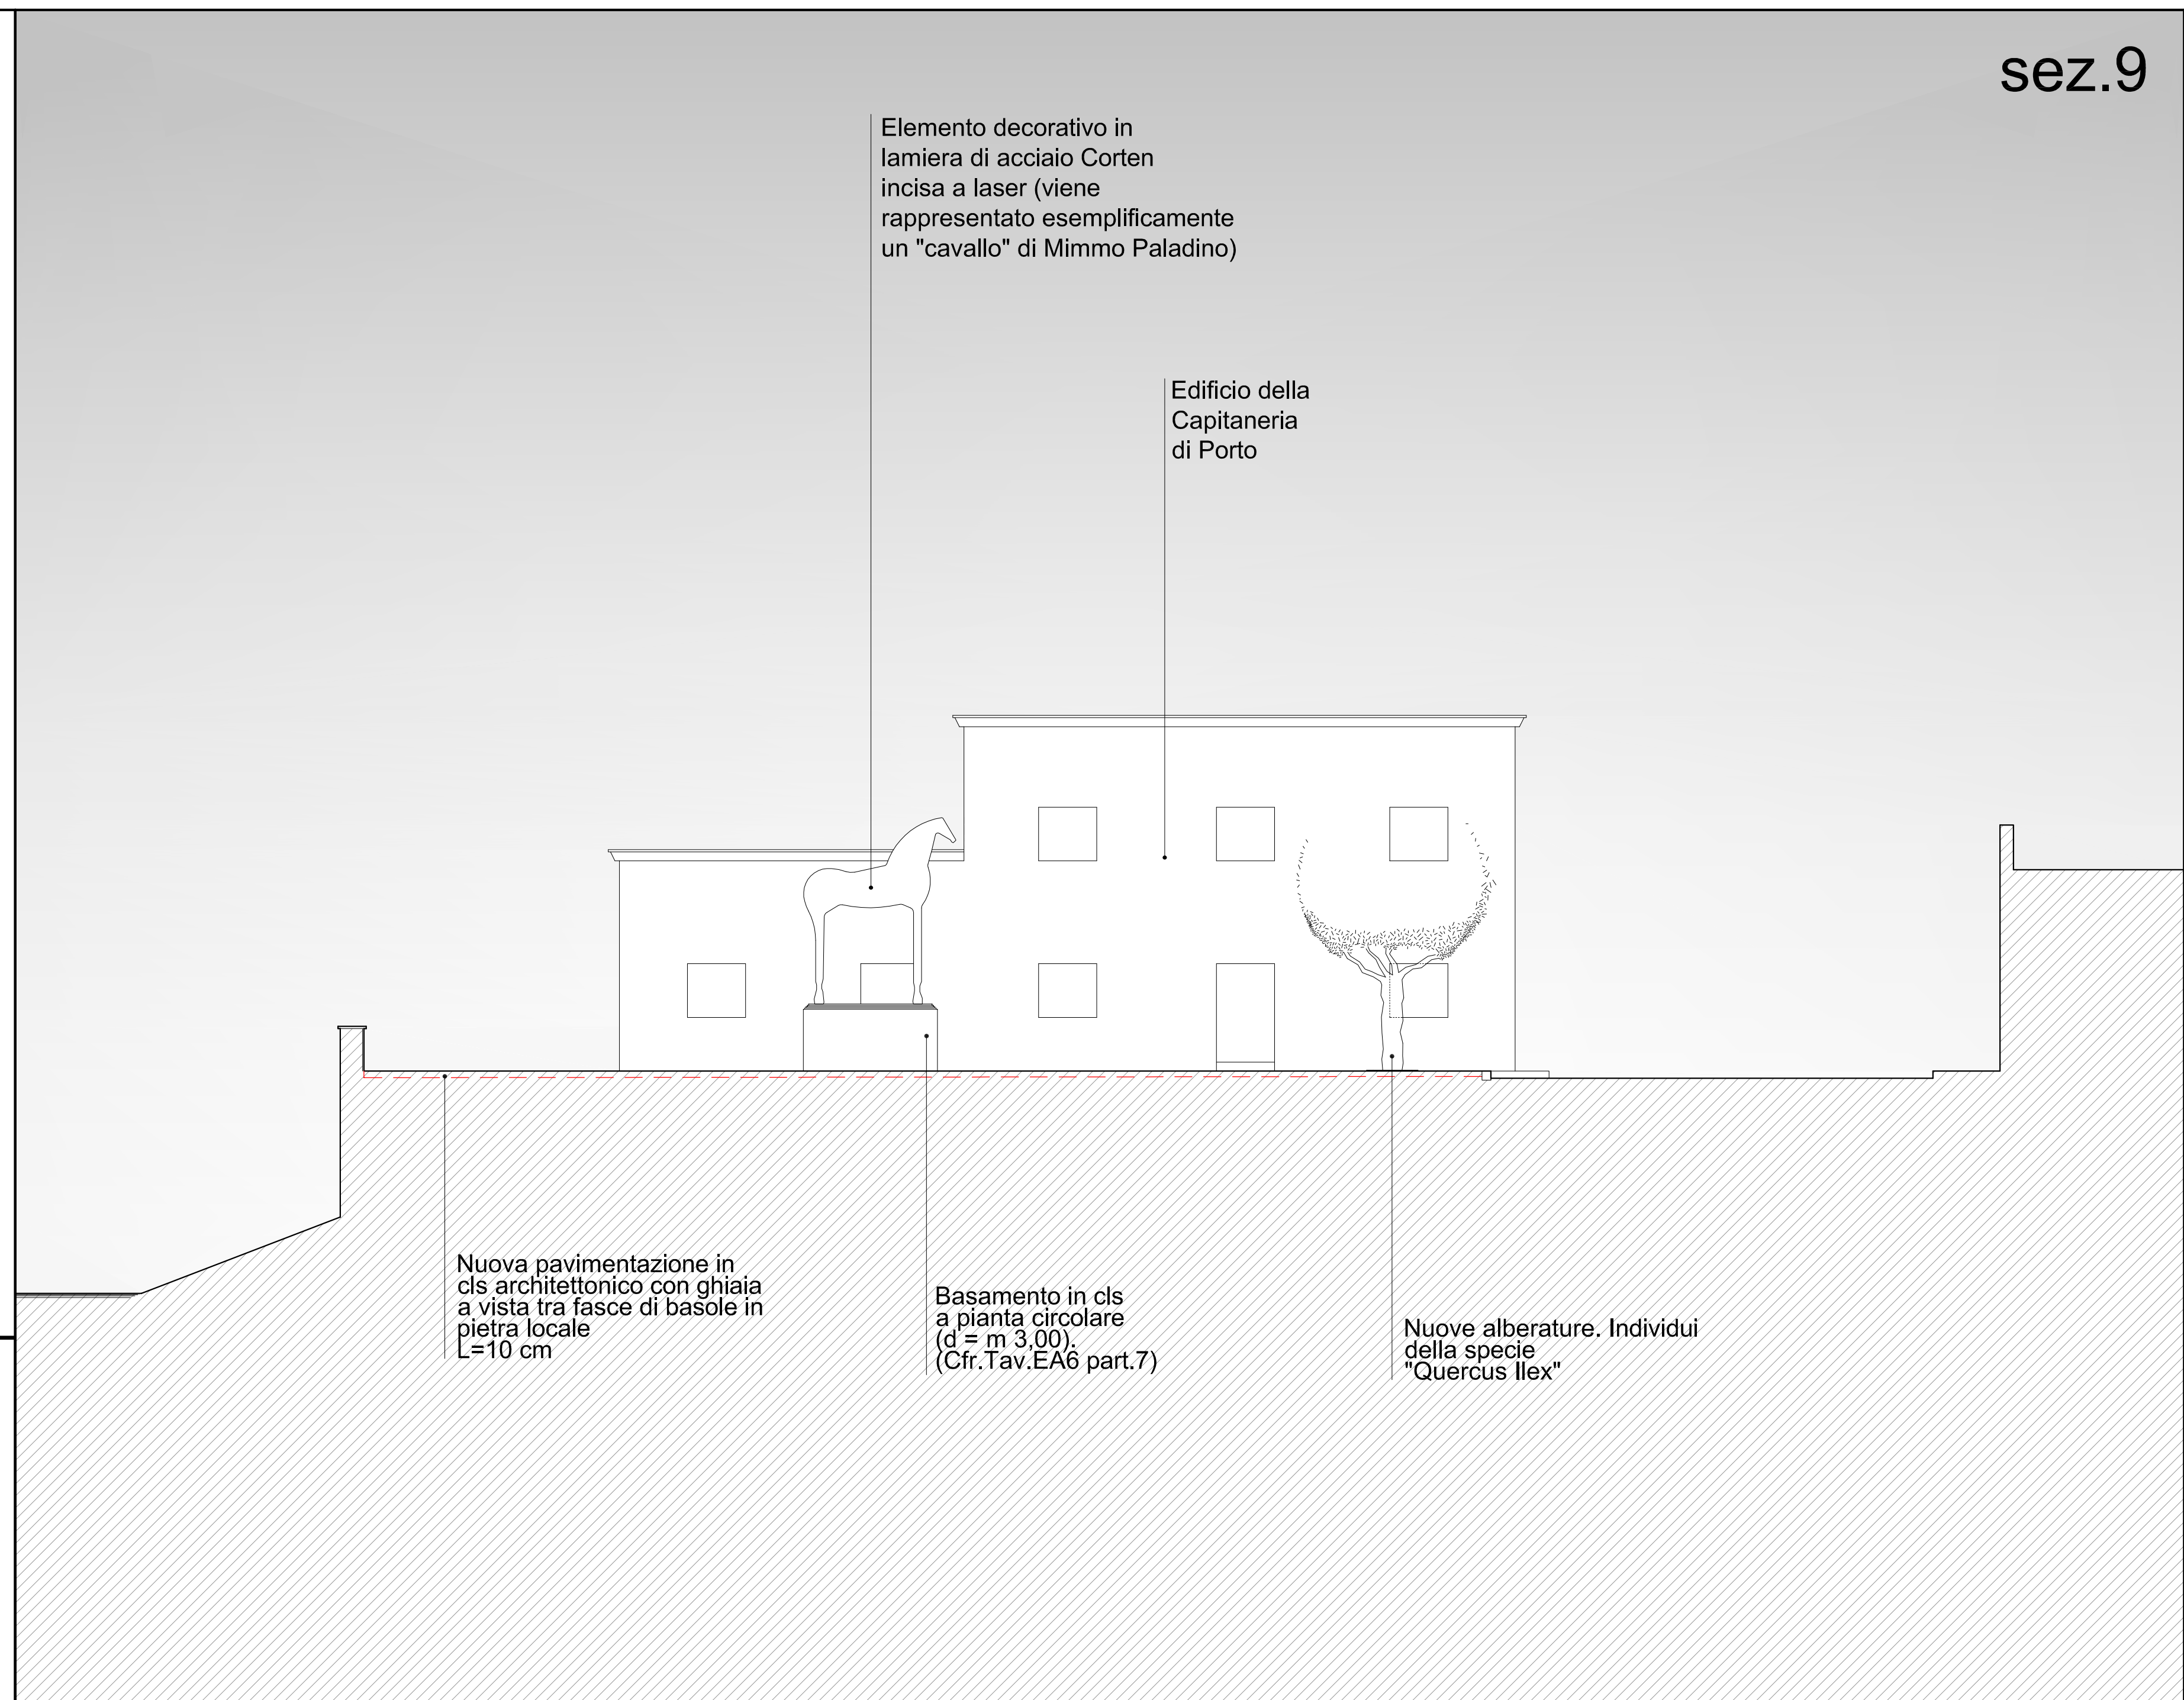 sez.9
Elemento decorativo in
lamiera di acciaio Corten
incisa a laser (viene
rappresentato esemplificamente
un "cavallo" di Mimmo Paladino)
Edificio della
Capitaneria
di Porto
Nuova pavimentazione in
cls architettonico con ghiaia
a vista tra fasce di basole in
pietra locale
L=10 cm
Basamento in cls
a pianta circolare
(d = m 3,00).
(Cfr.Tav.EA6 part.7)
Nuove alberature. Individui
della specie
"Quercus Ilex"